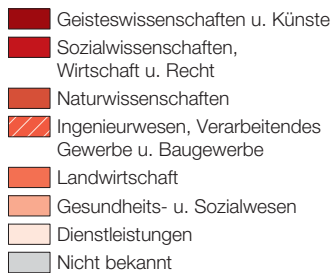 Geisteswissenschaften u. Künste
Sozialwissenschaften,
Wirtschaft u. Recht
Naturwissenschaften
Ingenieurwesen, Verarbeitendes
Gewerbe u. Baugewerbe
Landwirtschaft
Gesundheits- u. Sozialwesen
Dienstleistungen
Nicht bekannt